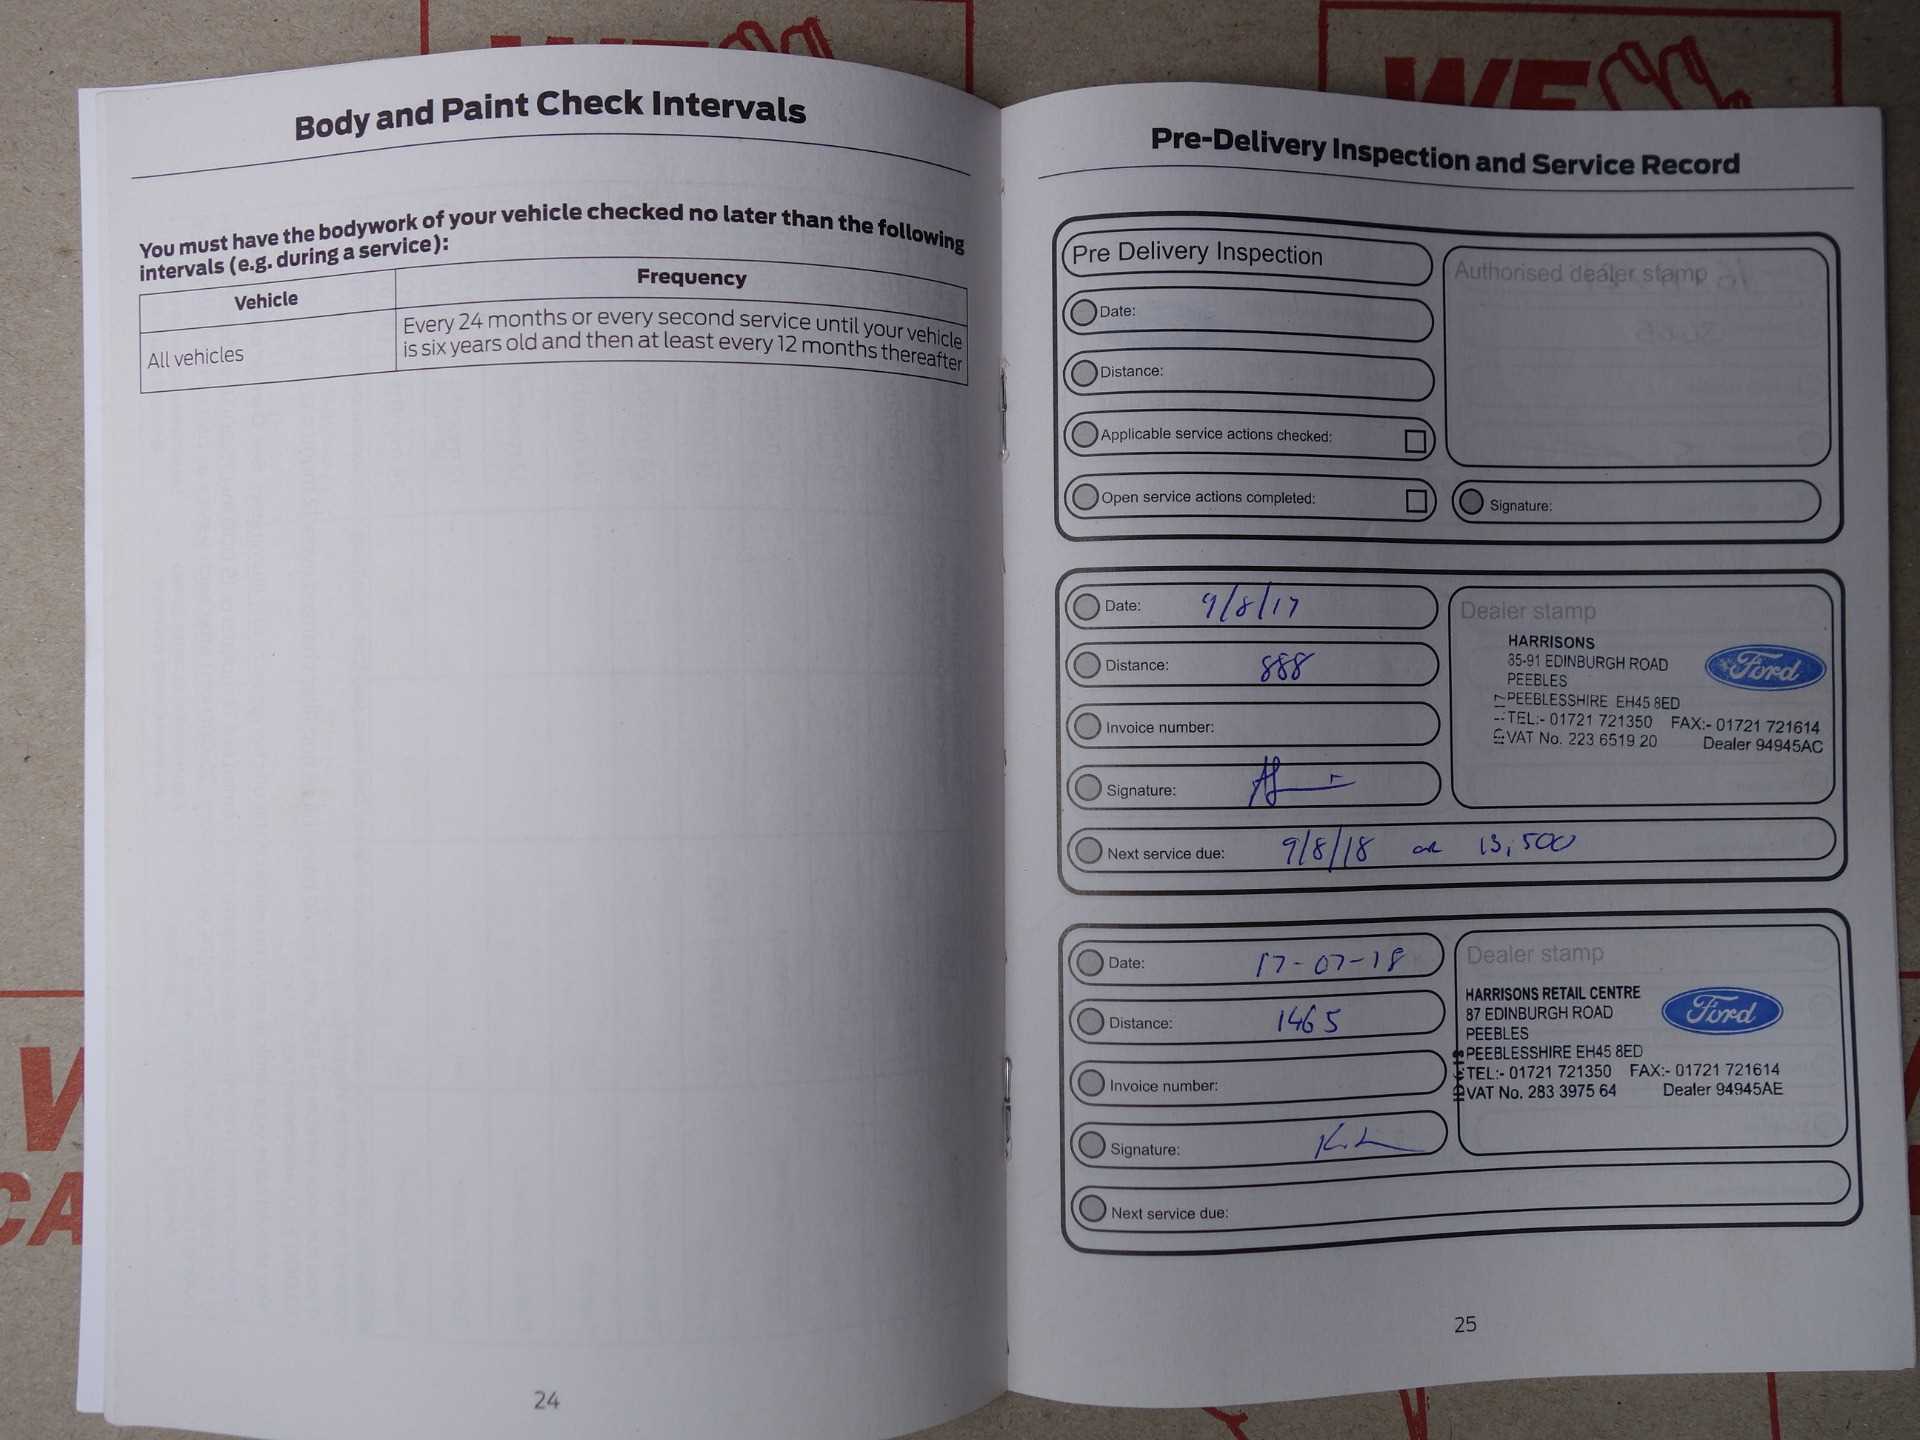 WE
WE
Body and Paint Check Intervals
You must have the bodywork of your vehicle checked no later than the following
intervals (e.g. during a service):
Vehicle Frequency
All vehicles
Every 24 months or every second service until your vehicle
is six years old and then at least every 12 months thereafter
24
Pre-Delivery Inspection and Service Record
Pre Delivery Inspection
Authorised dealer stamp
Date:
Distance:
Applicable service actions checked:
Open service actions completed:
Signature:
Date: 9/8/17
Distance: 888
Invoice number:
Signature:
Next service due: 9/8/18 or 13,500
Dealer stamp
HARRISONS
85-91 EDINBURGH ROAD
PEEBLES
PEEBLESSHIRE EH45 8ED
TEL:- 01721 721350 FAX:- 01721 721614
VAT No. 223 6519 20 Dealer 94945AC
Ford
Date: 17-07-18
Distance: 1465
Invoice number:
Signature:
Next service due:
Dealer stamp
HARRISONS RETAIL CENTRE
87 EDINBURGH ROAD
PEEBLES
PEEBLESSHIRE EH45 8ED
TEL:- 01721 721350 FAX:- 01721 721614
VAT No. 283 3975 64 Dealer 94945AE
Ford
25
CA